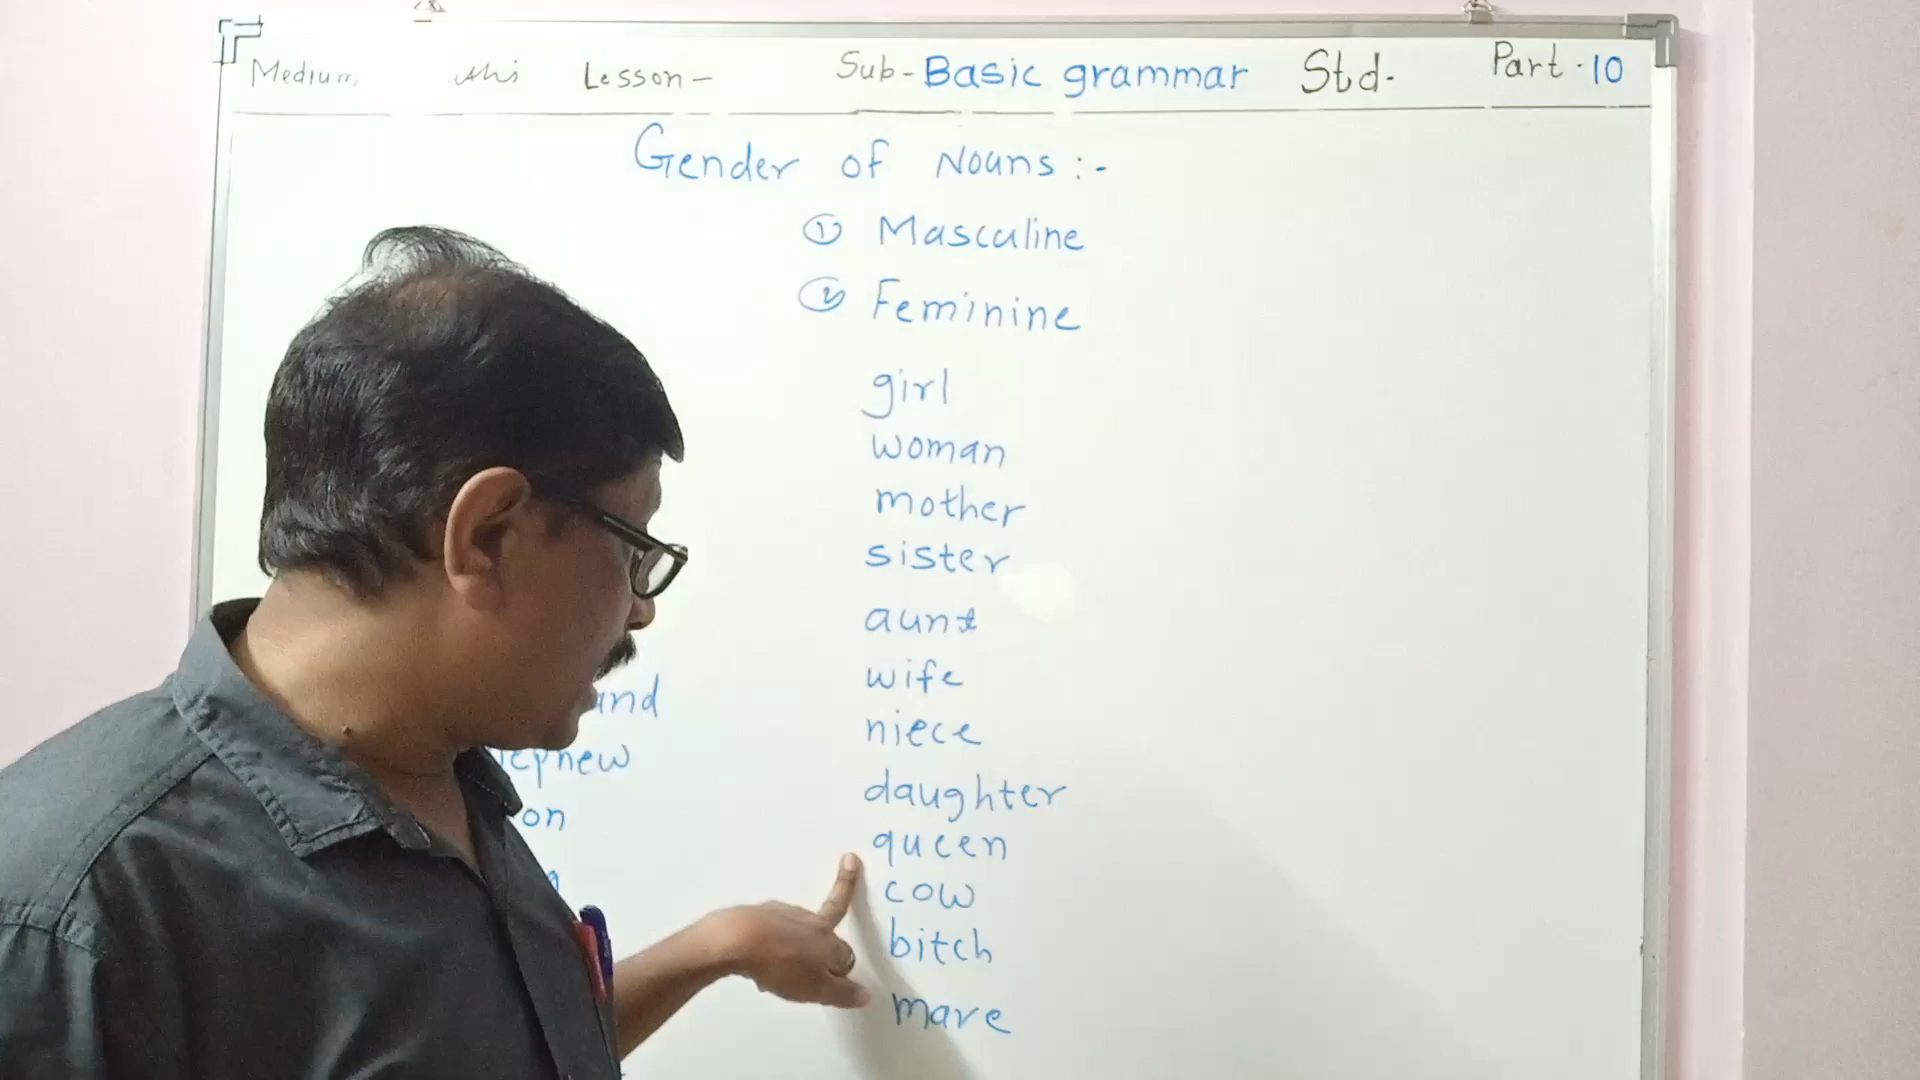 Medium Lesson - Sub - Basic grammar Std - Part - 10
Gender of Nouns :-
① Masculine
② Feminine
girl
woman
mother
sister
aunt
wife
niece
daughter
queen
cow
bitch
mare